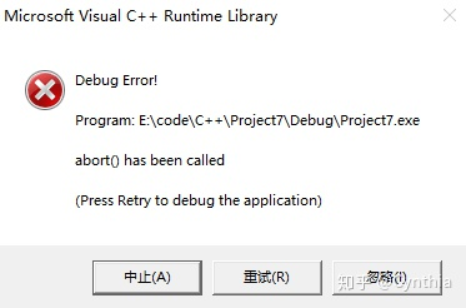 Microsoft Visual C++ Runtime Library
Debug Error!
Program: E:\code\C++\Project7\Debug\Project7.exe
abort() has been called
(Press Retry to debug the application)
中止(A)
重试(R)
忽略(I)
知乎 @cynthia